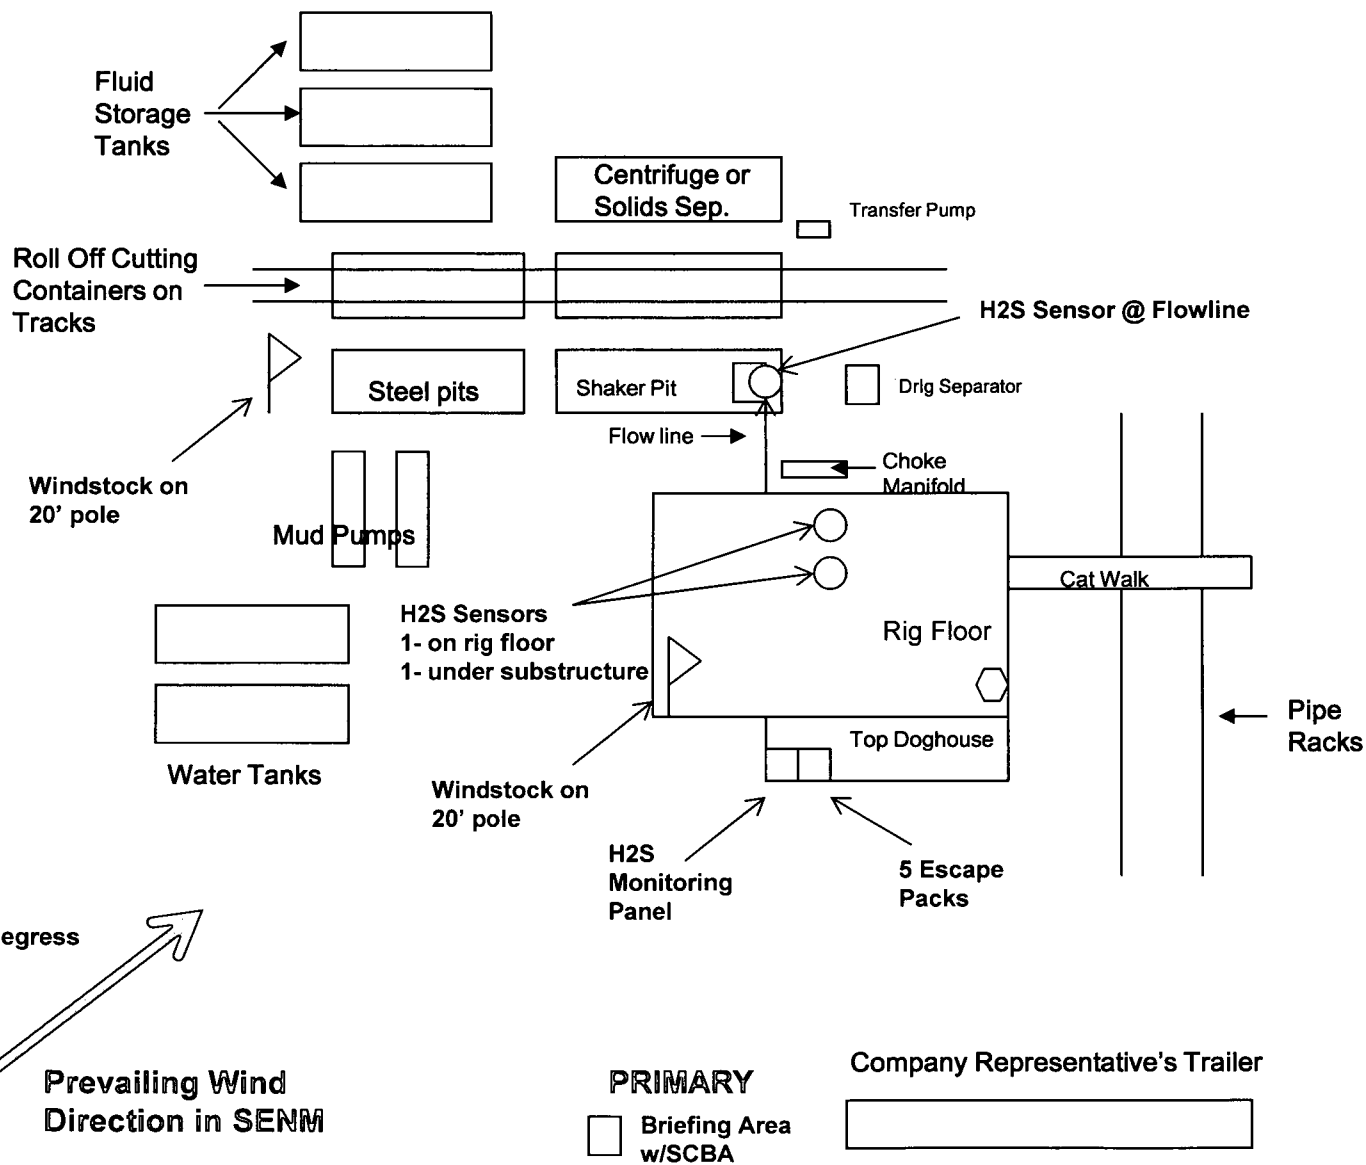 Fluid
Storage
Tanks
Centrifuge or
Solids Sep.
Transfer Pump
Roll Off Cutting
Containers on
Tracks
H2S Sensor @ Flowline
Steel pits
Shaker Pit
Drlg Separator
Flow line
Choke
Manifold
Windstock on
20' pole
Mud Pumps
Cat Walk
H2S Sensors
1- on rig floor
1- under substructure
Rig Floor
Pipe
Racks
Top Doghouse
Water Tanks
Windstock on
20' pole
H2S
Monitoring
Panel
5 Escape
Packs
egress
Prevailing Wind
Direction in SENM
PRIMARY
Briefing Area
w/SCBA
Company Representative's Trailer